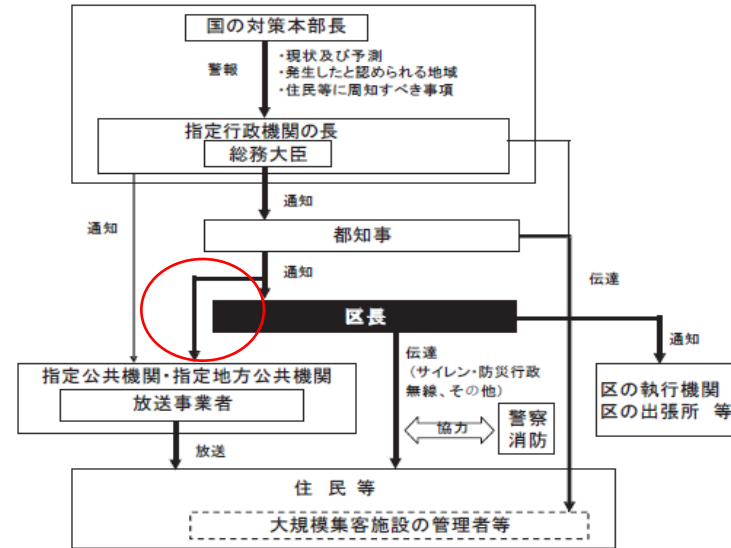 国の対策本部長
警報
・現状及び予測
・発生したと認められる地域
・住民等に周知すべき事項
指定行政機関の長
総務大臣
通知
通知
都知事
通知
伝達
区長
通知
伝達
(サイレン・防災行政
無線、その他)
指定公共機関・指定地方公共機関
放送事業者
区の執行機関
区の出張所 等
協力
警察
消防
放送
住民等
大規模集客施設の管理者等